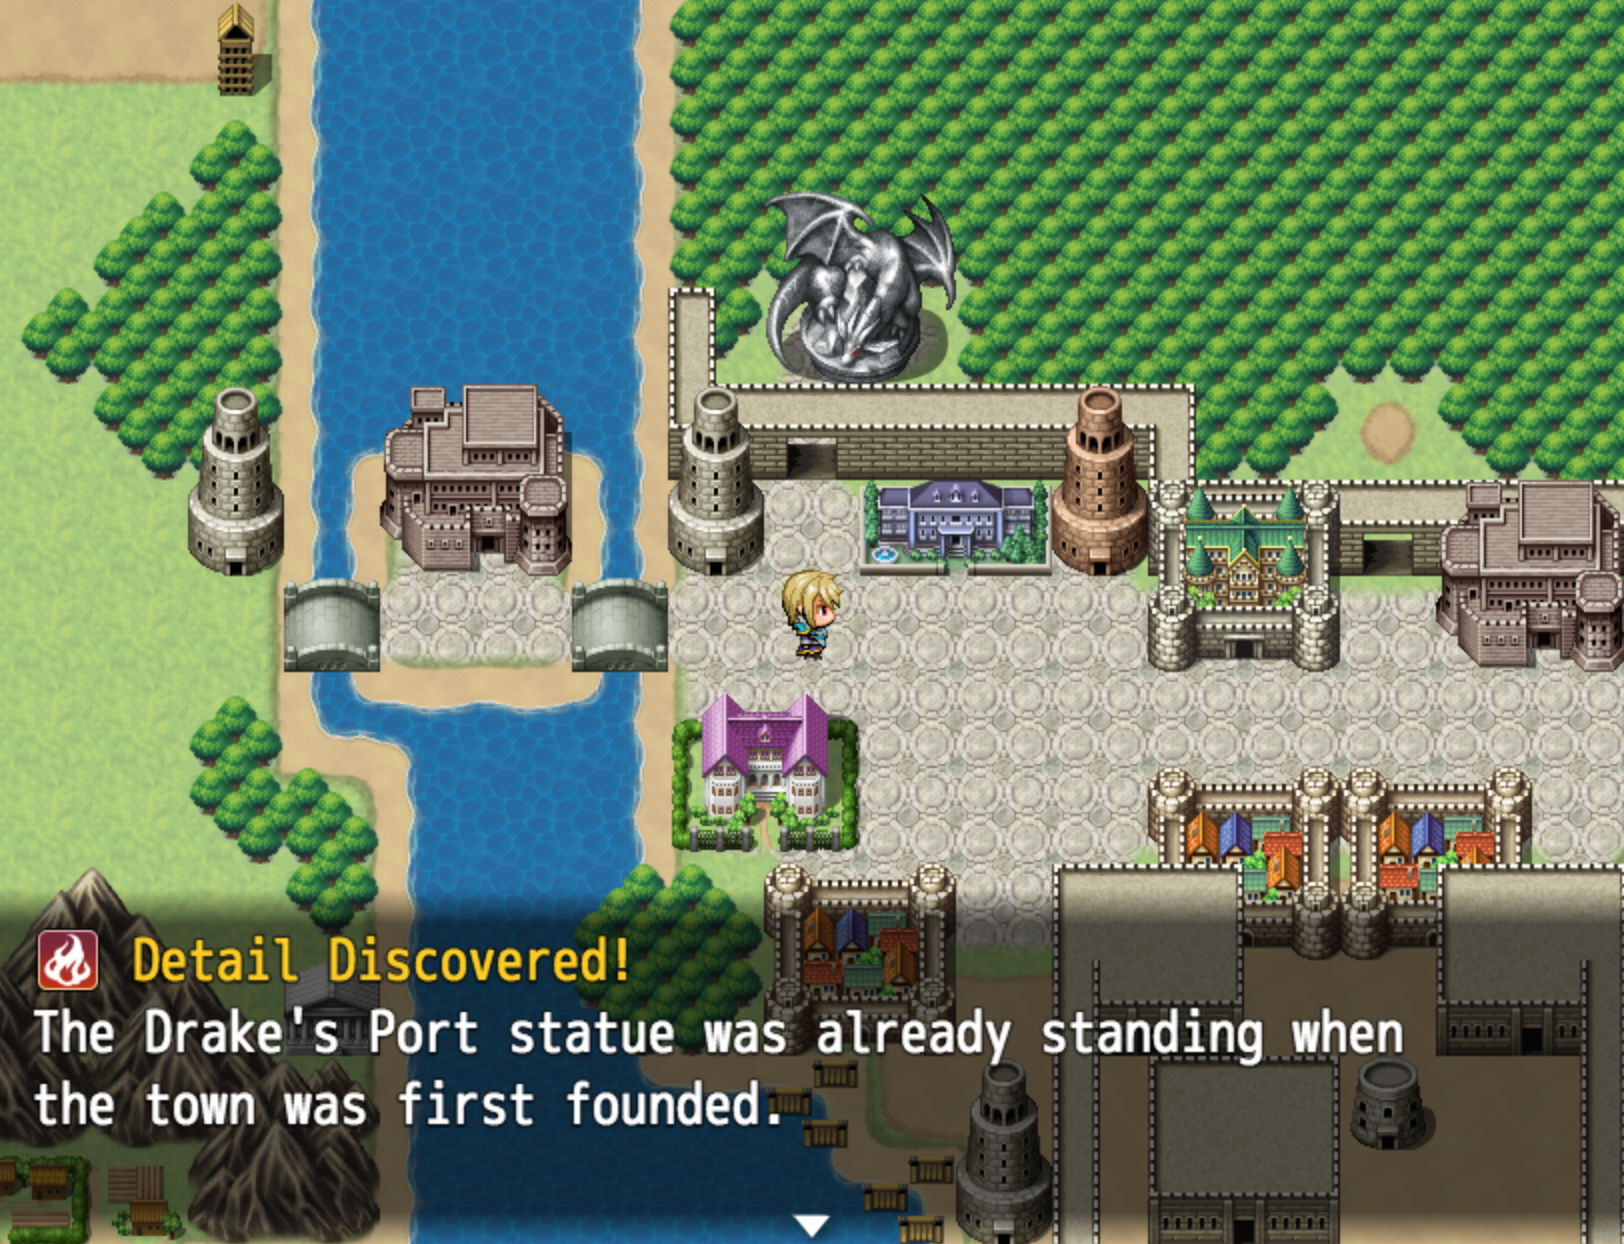 Detail Discovered!
The Drake's Port statue was already standing when
the town was first founded.